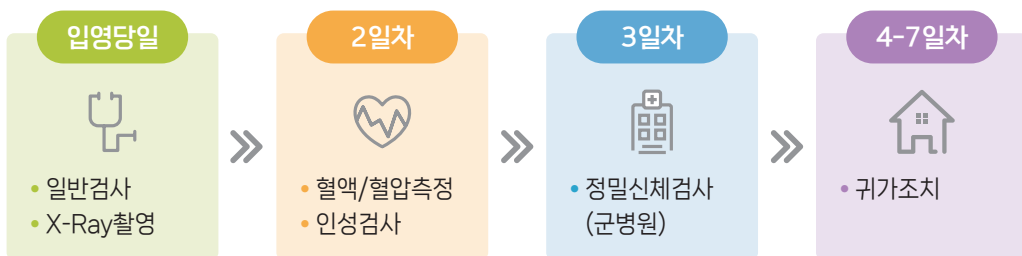 입영당일
• 일반검사
• X-Ray촬영
2일차
• 혈액/혈압측정
• 인성검사
3일차
• 정밀신체검사
(군병원)
4-7일차
• 귀가조치